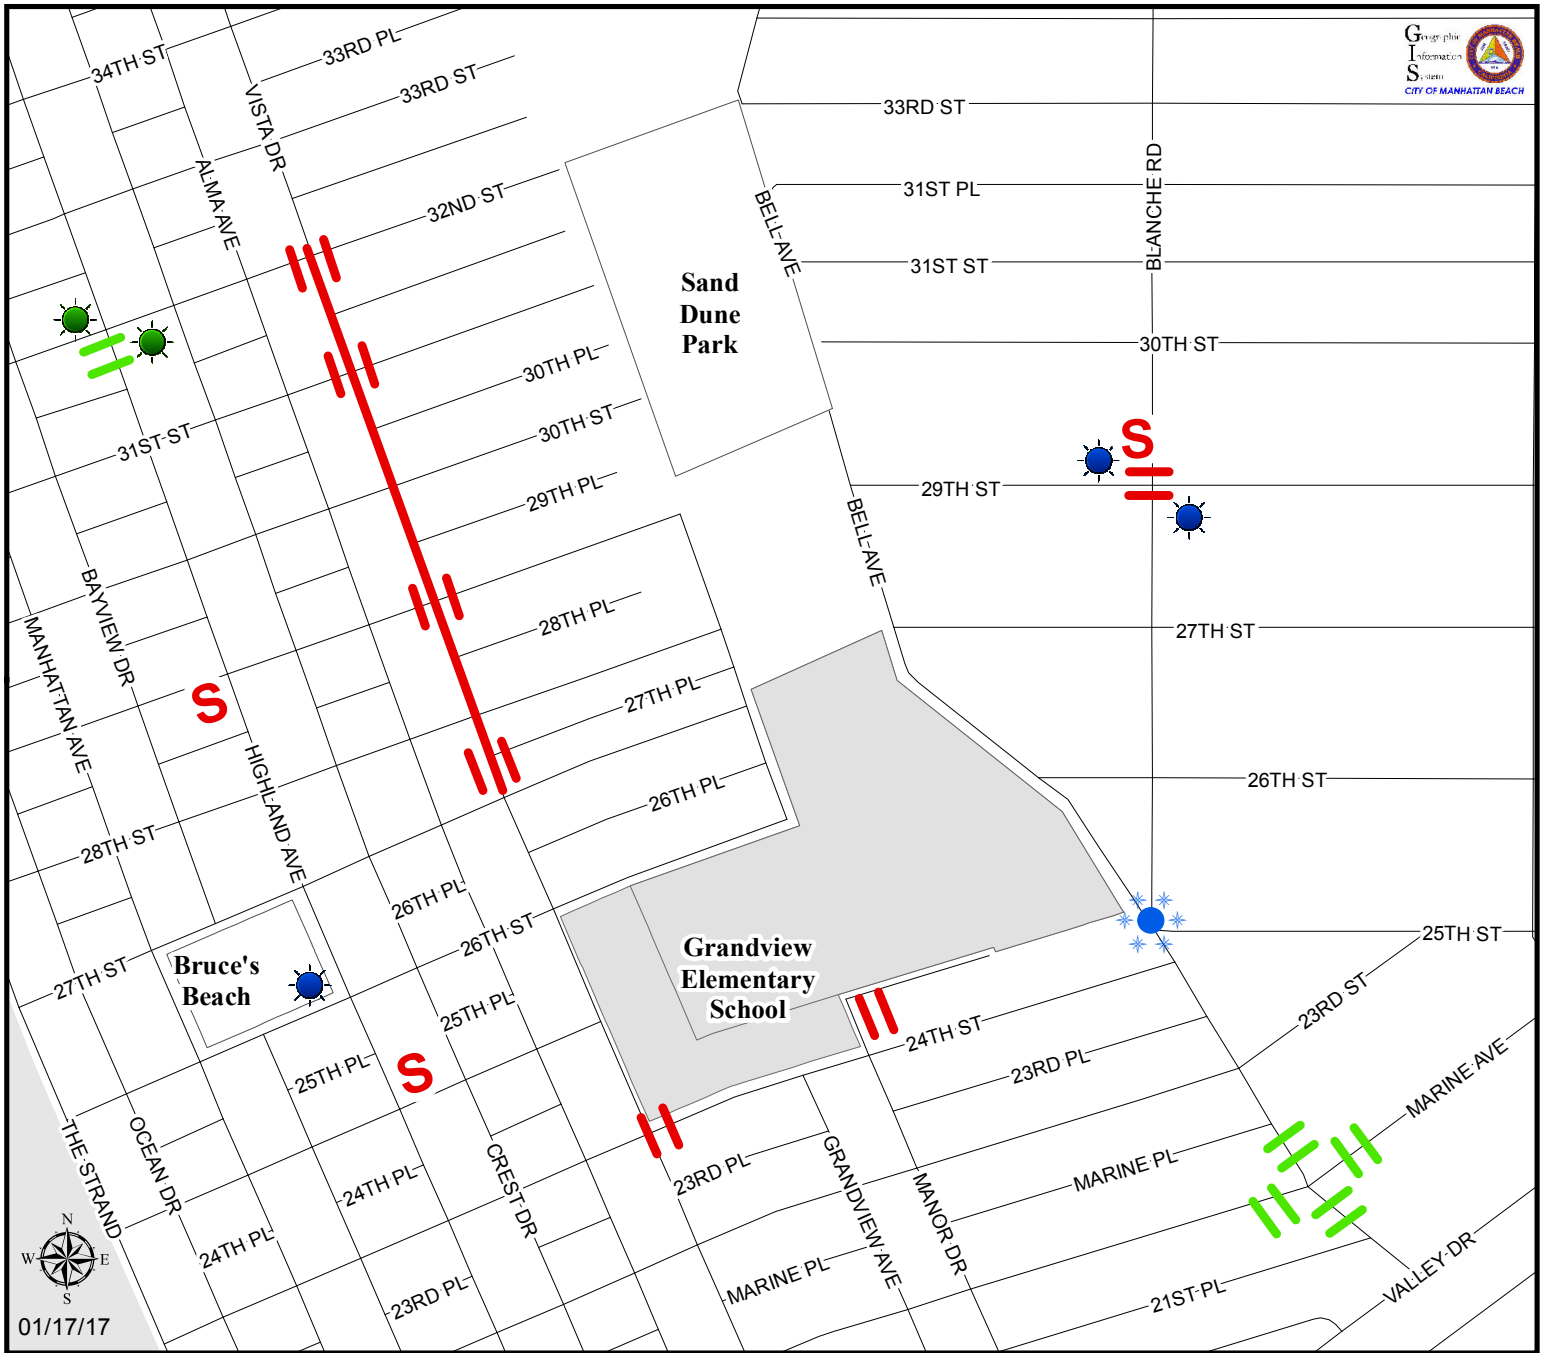 34TH ST
33RD PL
33RD ST
VISTA DR
ALMA AVE
32ND ST
Geographic
Information
System
CITY OF MANHATTAN BEACH
33RD ST
BLANCHE RD
31ST PL
BELL AVE
31ST ST
Sand
Dune
Park
30TH ST
30TH PL
30TH ST
31ST ST
S
29TH ST
29TH PL
BELL AVE
BAYVIEW DR
MANHATTAN AVE
28TH PL
27TH ST
27TH PL
S
HIGHLAND AVE
26TH PL
26TH ST
28TH ST
26TH PL
26TH ST
25TH ST
27TH ST
Bruce's
Beach
Grandview
Elementary
School
25TH PL
23RD ST
24TH ST
25TH PL
S
23RD PL
MARINE AVE
THE STRAND
OCEAN DR
CREST DR
23RD PL
GRANDVIEW AVE
MANOR DR
MARINE PL
24TH PL
24TH PL
VALLEY DR
MARINE PL
21ST PL
23RD PL
N
W
E
S
01/17/17